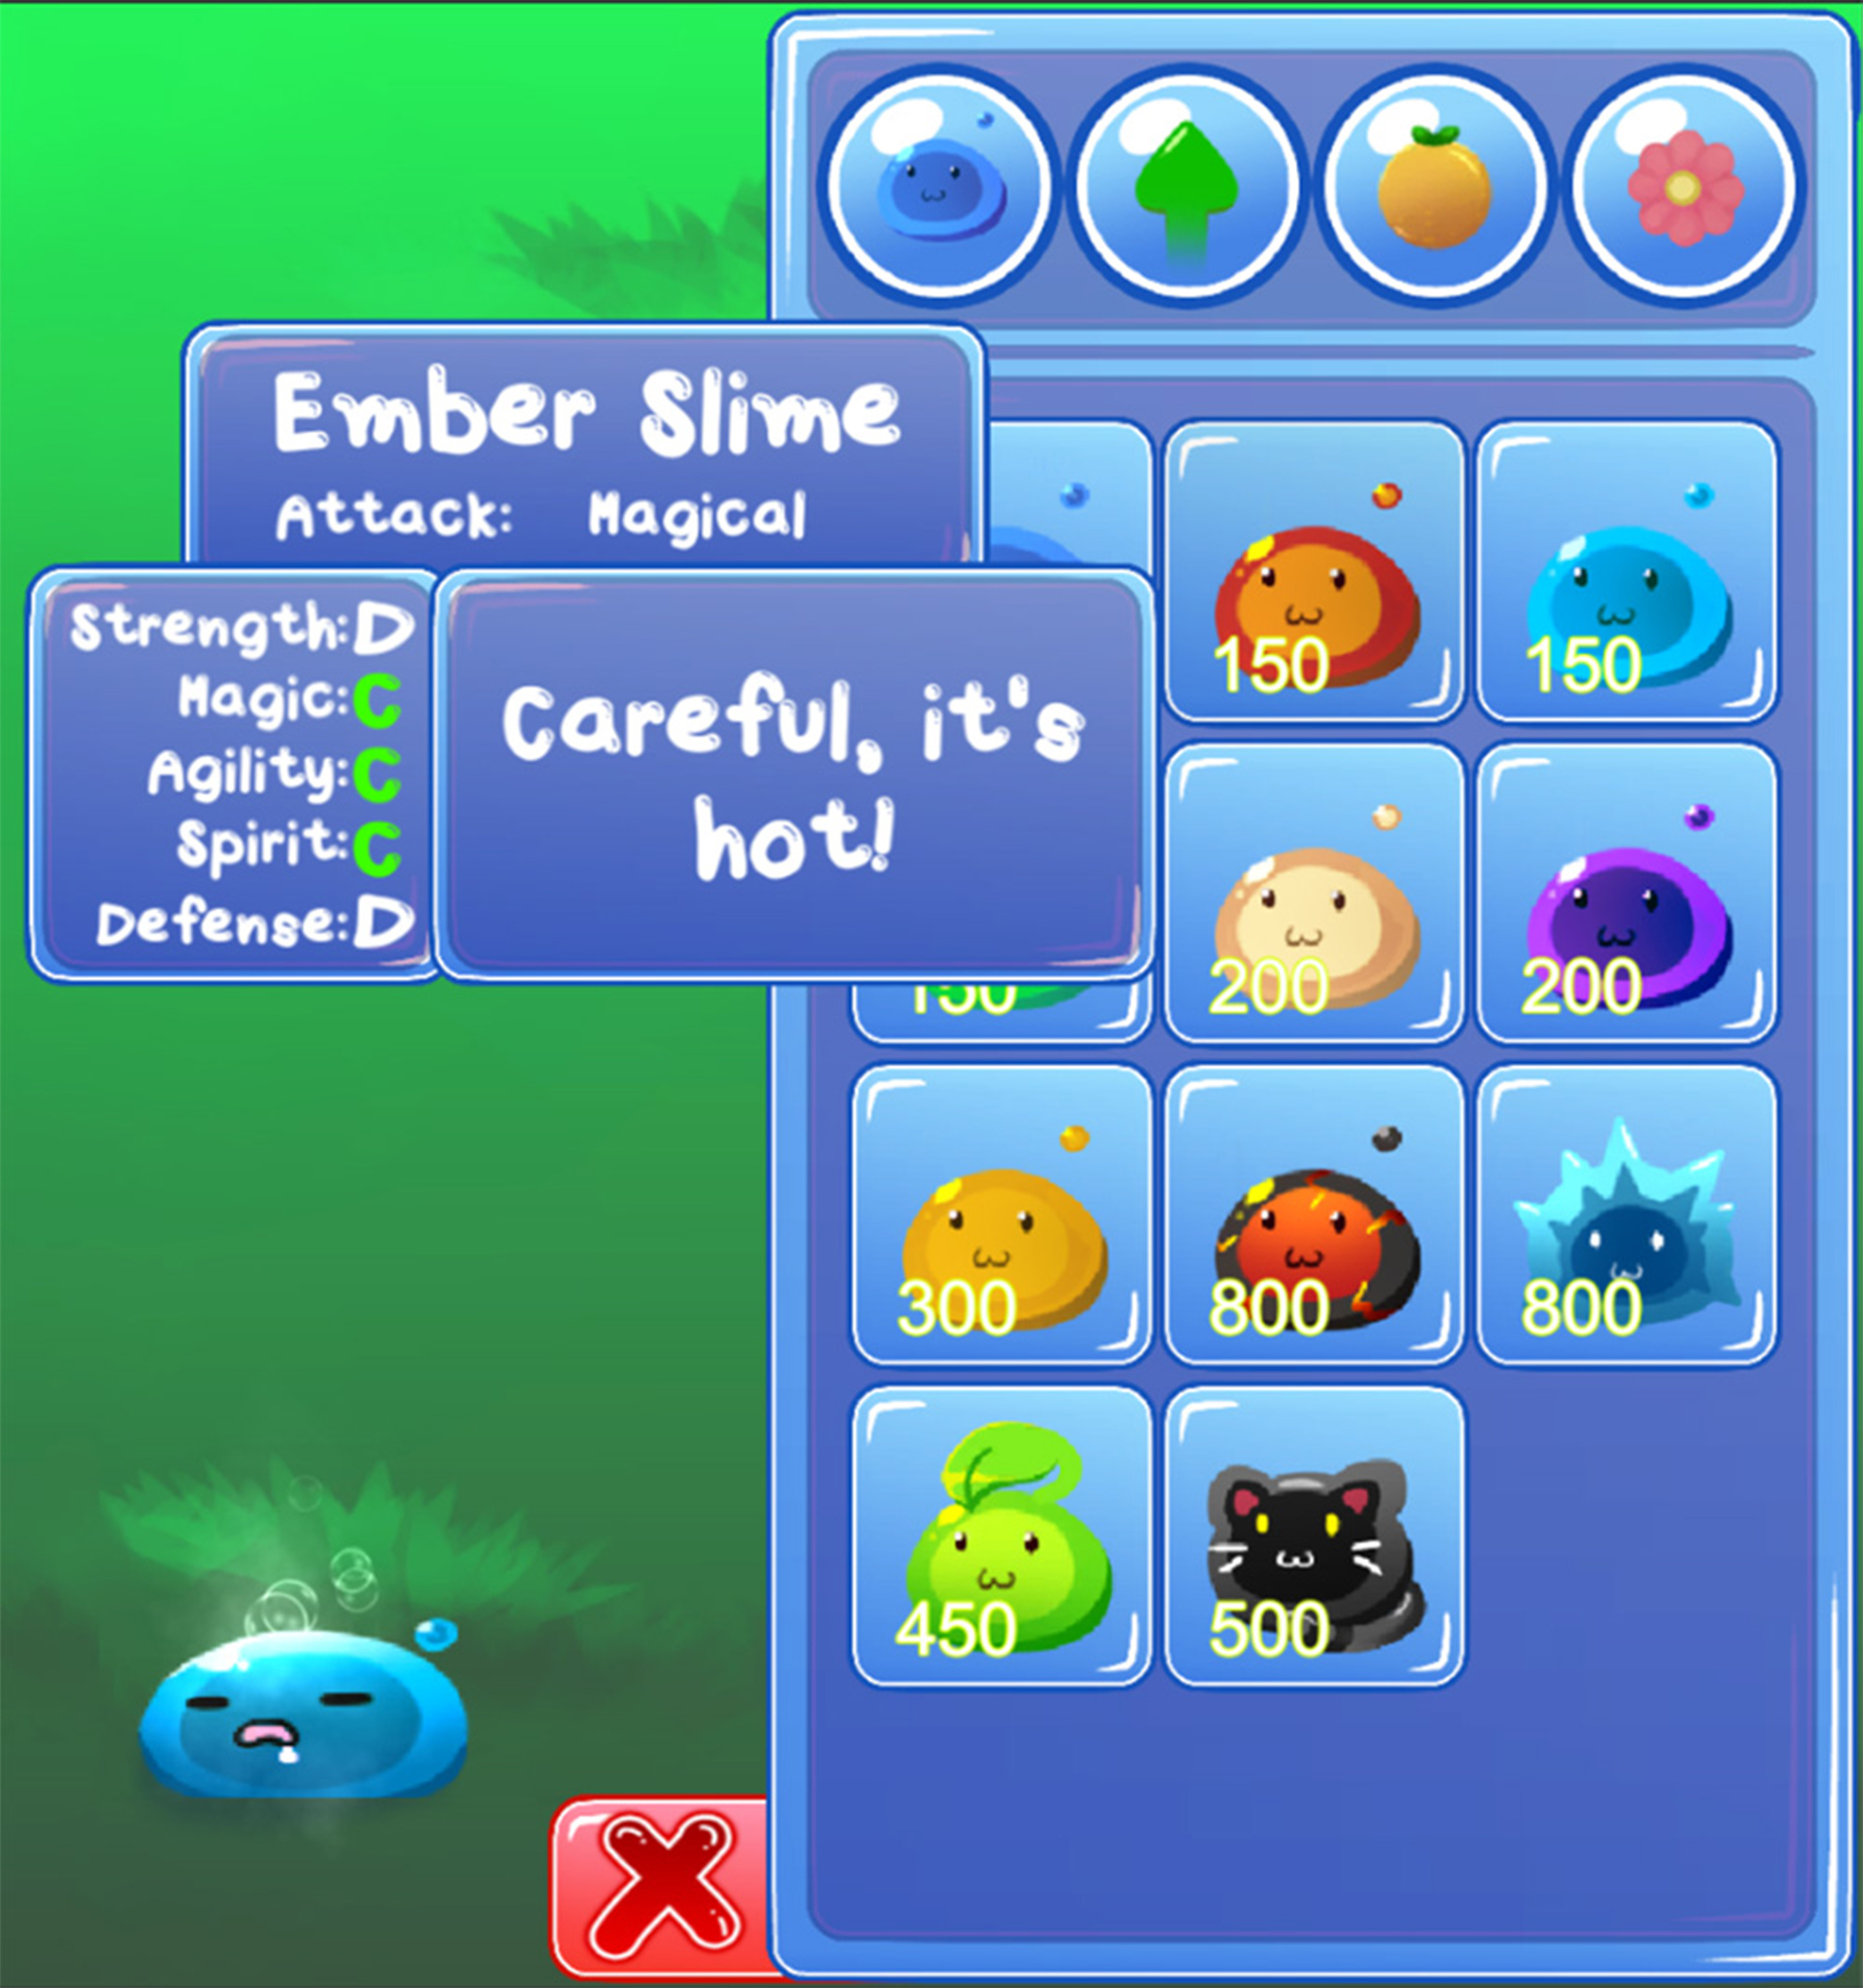 Ember Slime
Attack: Magical
Strength:D
Magic:C
Agility:C
Spirit:C
Defense:D
Careful, it's
hot!
150
150
150
200
200
300
800
800
450
500